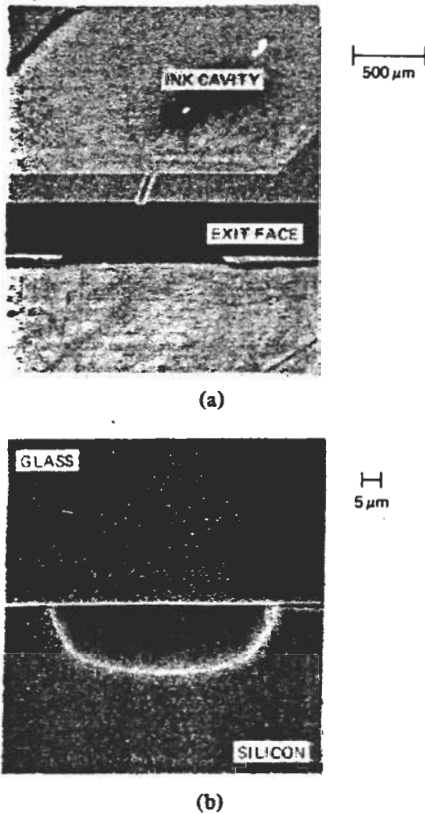 INK CAVITY
500 μm
EXIT FACE
(a)
GLASS
5 μm
SILICON
(b)